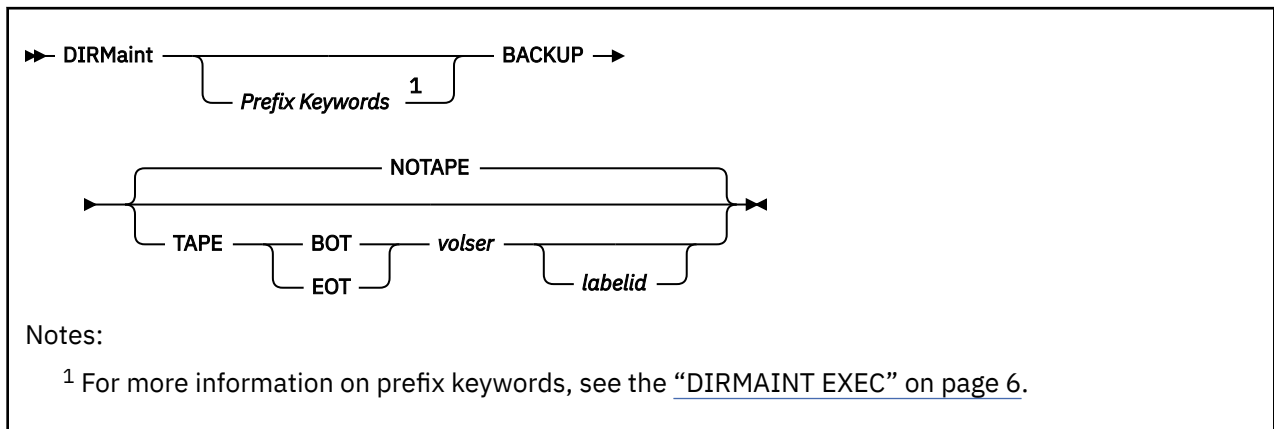 DIRMaint BACKUP
Prefix Keywords 1
NOTAPE
TAPE BOT volser
EOT labelid
Notes:
1 For more information on prefix keywords, see the “DIRMAINT EXEC” on page 6.